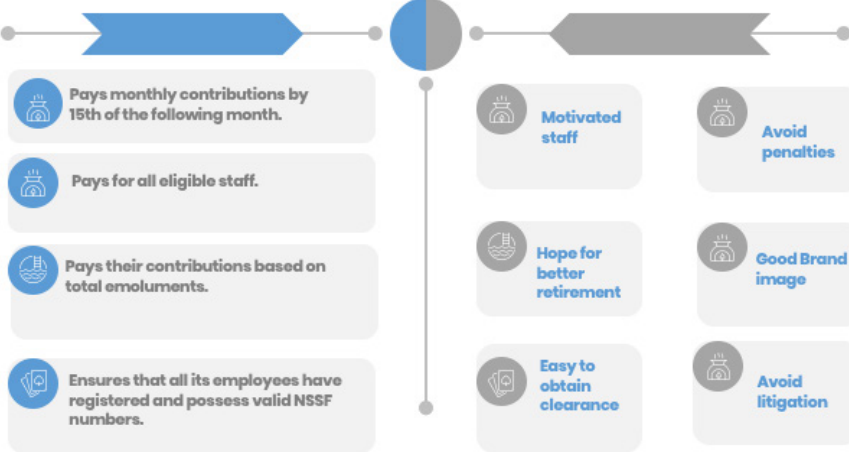 Pays monthly contributions by
15th of the following month.
Pays for all eligible staff.
Pays their contributions based on
total emoluments.
Ensures that all its employees have
registered and possess valid NSSF
numbers.
Motivated
staff
Avoid
penalties
Hope for
better
retirement
Good Brand
image
Easy to
obtain
clearance
Avoid
litigation